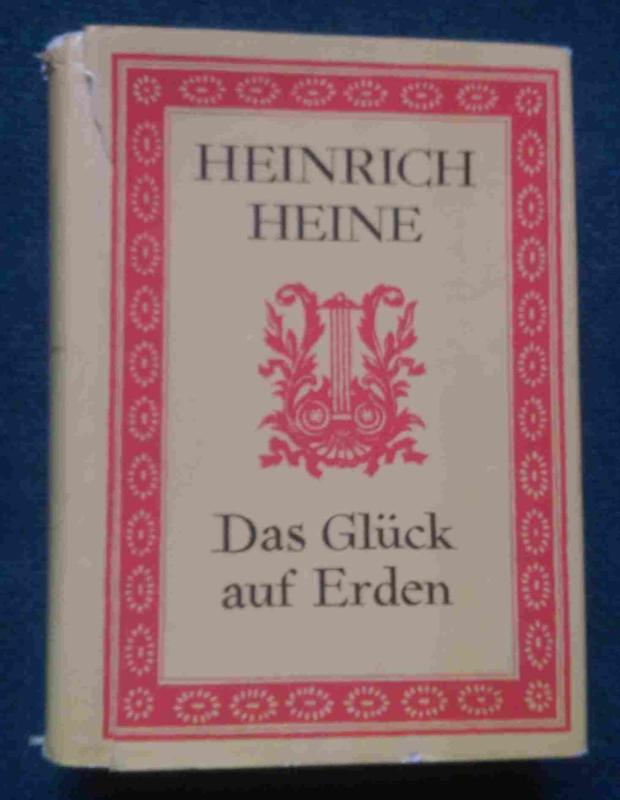 HEINRICH
HEINE
Das Glück
auf Erden